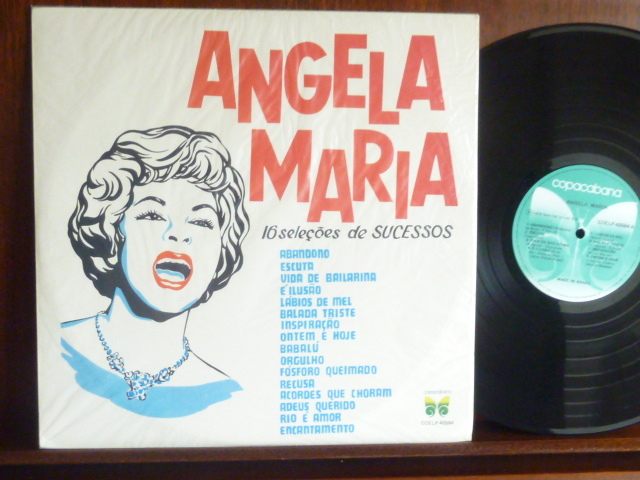 ANGELA
MARIA
16 seleções de SUCESSOS
ABANDONO
ESCUTA
VIDA DE BAILARINA
E' ILUSÃO
LÁBIOS DE MEL
BALADA TRISTE
INSPIRAÇÃO
ONTEM E HOJE
BABALÚ
ORGULHO
FÓSFORO QUEIMADO
RECUSA
ACORDES QUE CHORAM
ADEUS QUERIDO
RIO E AMOR
ENCANTAMENTO
copacabana
copacabana
ANGELA MARIA